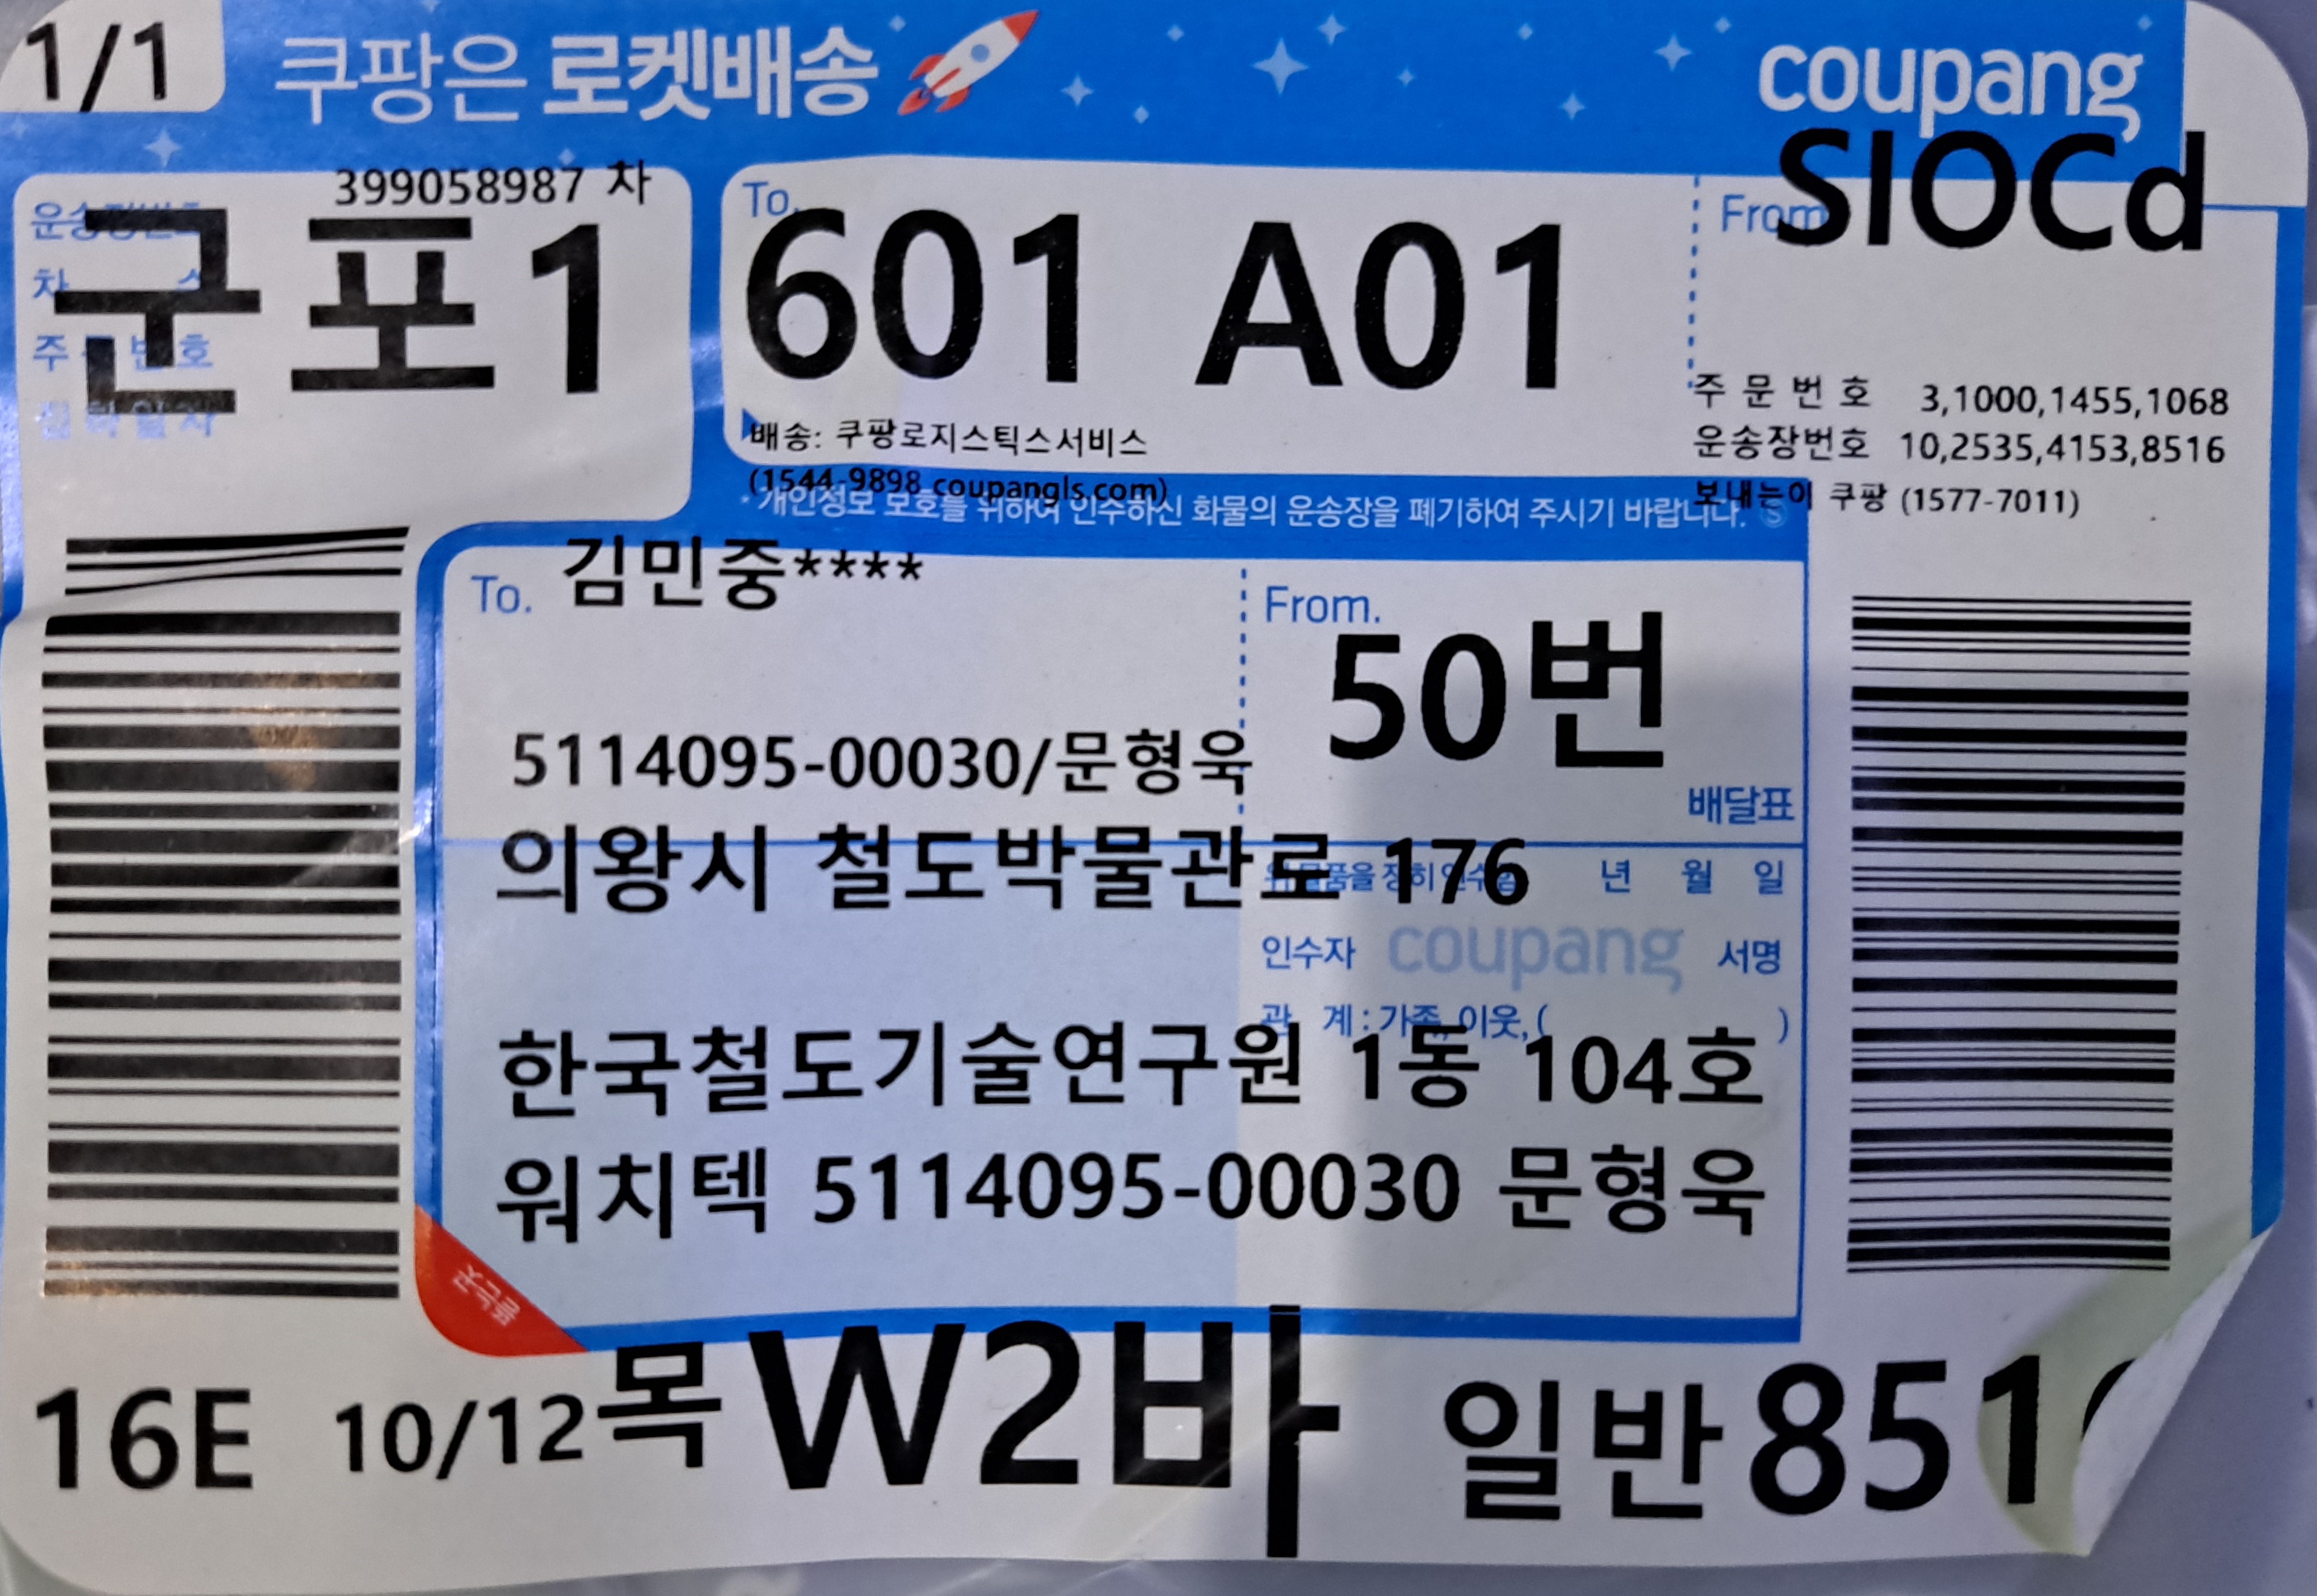 1/1
쿠팡은 로켓배송
coupang
SIOCd
399058987 차
운송장번호
차 수
주문번호
집하일자
군포1
To.
601 A01
From
배송: 쿠팡로지스틱스서비스
(1544-9898 coupangls.com)
주 문 번 호 3,1000,1455,1068
운송장번호 10,2535,4153,8516
보내는이 쿠팡 (1577-7011)
* 개인정보 보호를 위하여 인수하신 화물의 운송장을 폐기하여 주시기 바랍니다.
To. 김민중****
From.
50번
5114095-00030/문형욱
배달표
의왕시 철도박물관로 176
년 월 일
인수자 coupang 서명
관 계 : 가족, 이웃, ( )
한국철도기술연구원 1동 104호
워치텍 5114095-00030 문형욱
뜯는곳
16E 10/12 목 W2바 일반 851